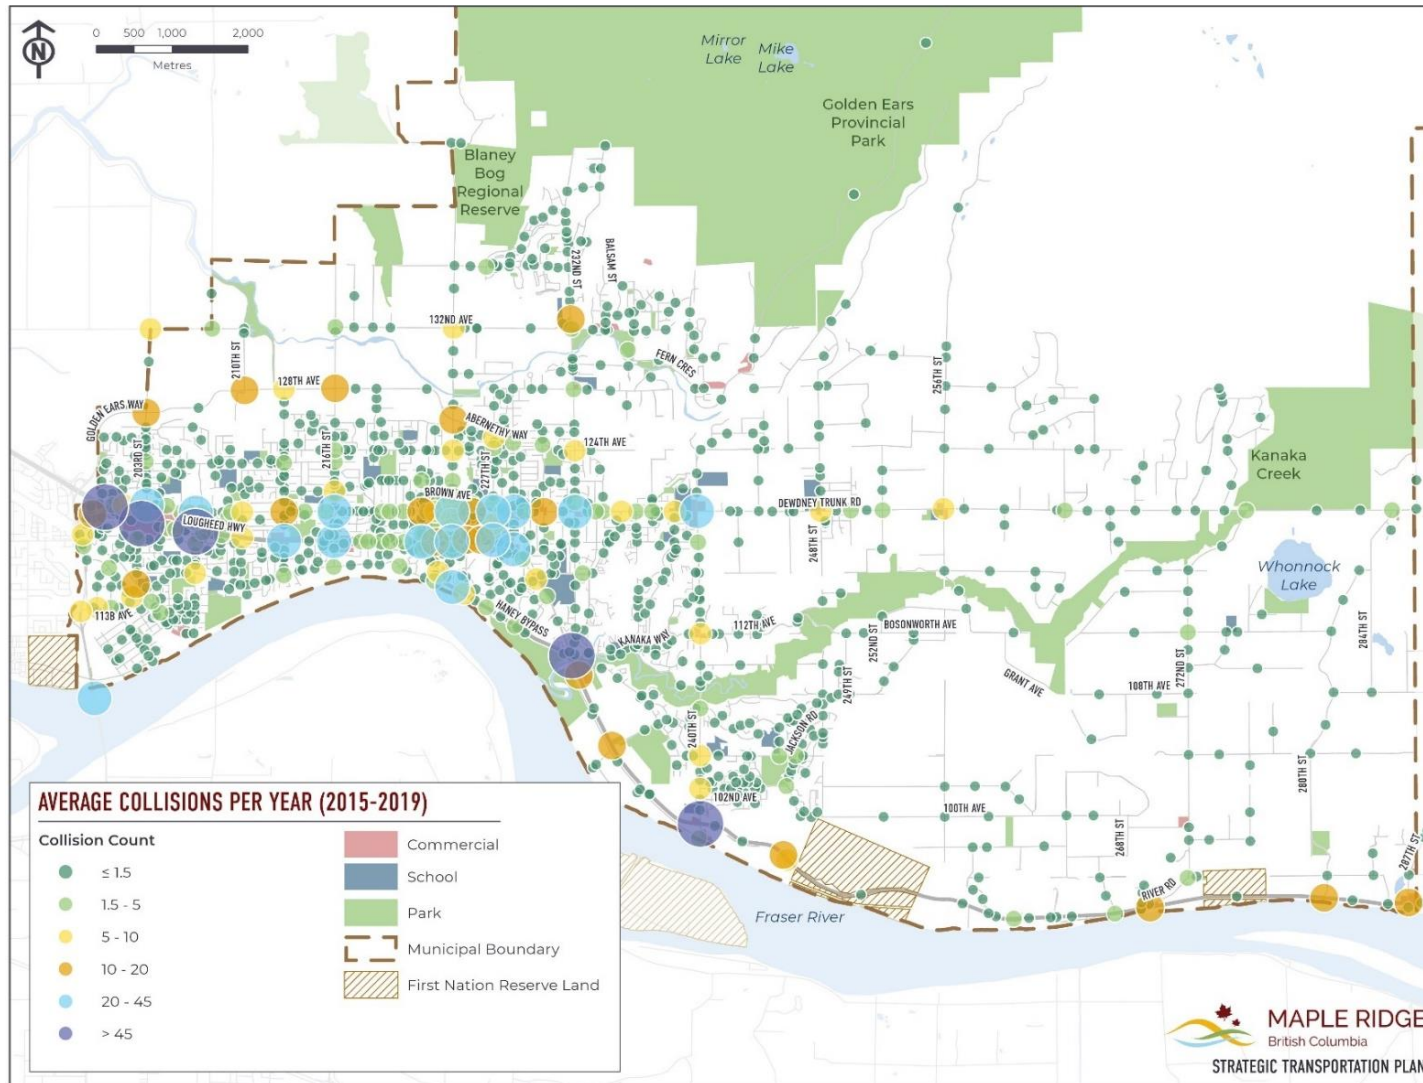 N
0 500 1,000 2,000
Metres
Mirror
Lake
Mike
Lake
Golden Ears
Provincial
Park
Blaney
Bog
Regional
Reserve
232ND ST
BALSAM ST
132ND AVE
210TH ST
FERN CRES
128TH AVE
256TH ST
GOLDEN EARS WAY
ABERNETHY WAY
203RD ST
216TH ST
227TH ST
124TH AVE
Kanaka
Creek
BROWN AVE
DEWDNEY TRUNK RD
LOUGHEED HWY
248TH ST
Whonnock
Lake
113B AVE
HANEY BYPASS
KANAKA WAY
112TH AVE
BOSONWORTH AVE
252ND ST
284TH ST
249TH ST
GRANT AVE
272ND ST
108TH AVE
240TH ST
JACKSON RD
280TH ST
102ND AVE
100TH AVE
268TH ST
287TH ST
RIVER RD
Fraser River
AVERAGE COLLISIONS PER YEAR (2015-2019)
Collision Count
≤ 1.5
1.5 - 5
5 - 10
10 - 20
20 - 45
> 45
Commercial
School
Park
Municipal Boundary
First Nation Reserve Land
MAPLE RIDGE
British Columbia
STRATEGIC TRANSPORTATION PLAN